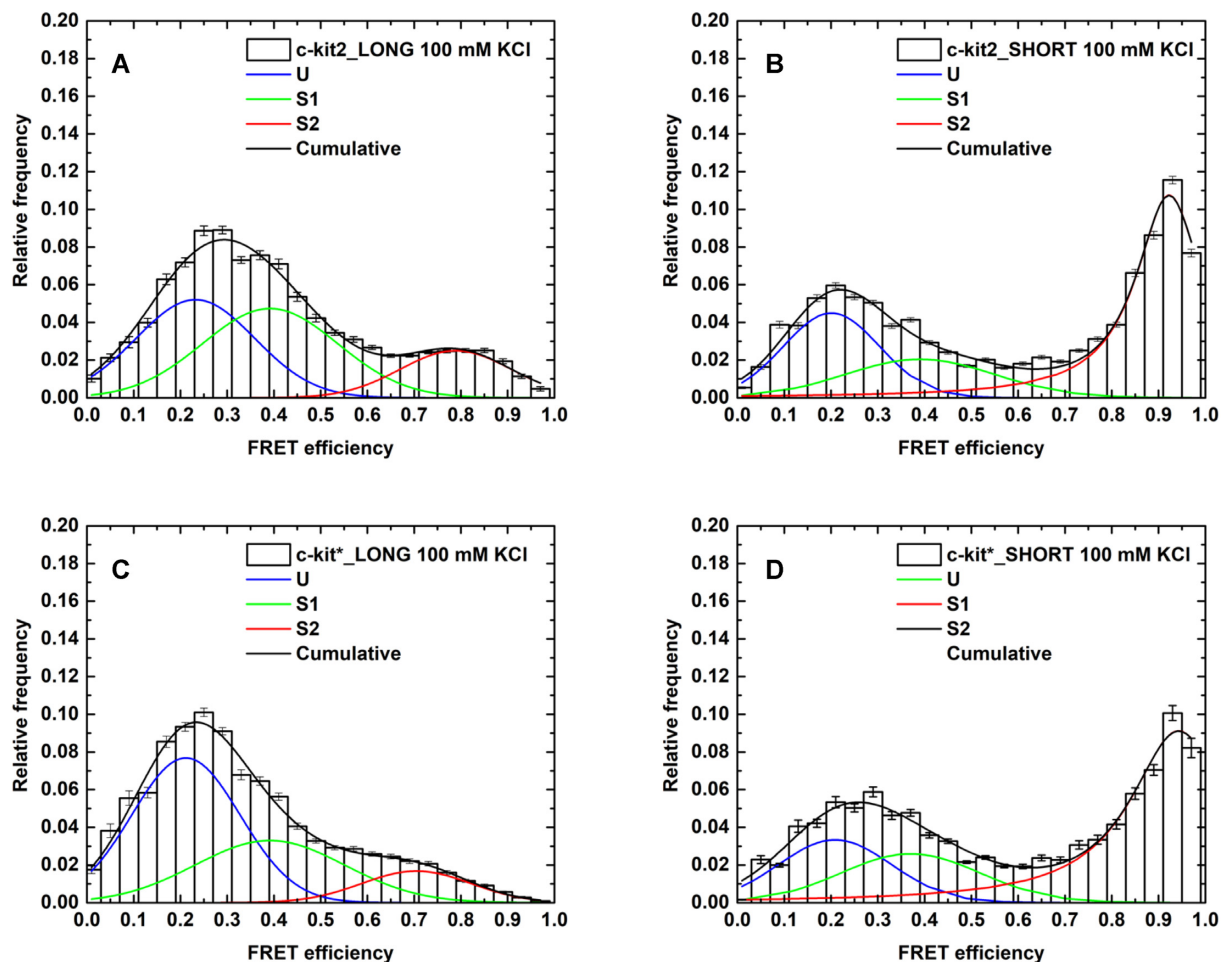 A
c-kit2_LONG 100 mM KCl
U
S1
S2
Cumulative
Relative frequency
0.20
0.18
0.16
0.14
0.12
0.10
0.08
0.06
0.04
0.02
0.00
0.0 0.1 0.2 0.3 0.4 0.5 0.6 0.7 0.8 0.9 1.0
FRET efficiency
B
c-kit2_SHORT 100 mM KCl
U
S1
S2
Cumulative
Relative frequency
0.20
0.18
0.16
0.14
0.12
0.10
0.08
0.06
0.04
0.02
0.00
0.0 0.1 0.2 0.3 0.4 0.5 0.6 0.7 0.8 0.9 1.0
FRET efficiency
C
c-kit*_LONG 100 mM KCl
U
S1
S2
Cumulative
Relative frequency
0.20
0.18
0.16
0.14
0.12
0.10
0.08
0.06
0.04
0.02
0.00
0.0 0.1 0.2 0.3 0.4 0.5 0.6 0.7 0.8 0.9 1.0
FRET efficiency
D
c-kit*_SHORT 100 mM KCl
U
S1
S2
Cumulative
Relative frequency
0.20
0.18
0.16
0.14
0.12
0.10
0.08
0.06
0.04
0.02
0.00
0.0 0.1 0.2 0.3 0.4 0.5 0.6 0.7 0.8 0.9 1.0
FRET efficiency